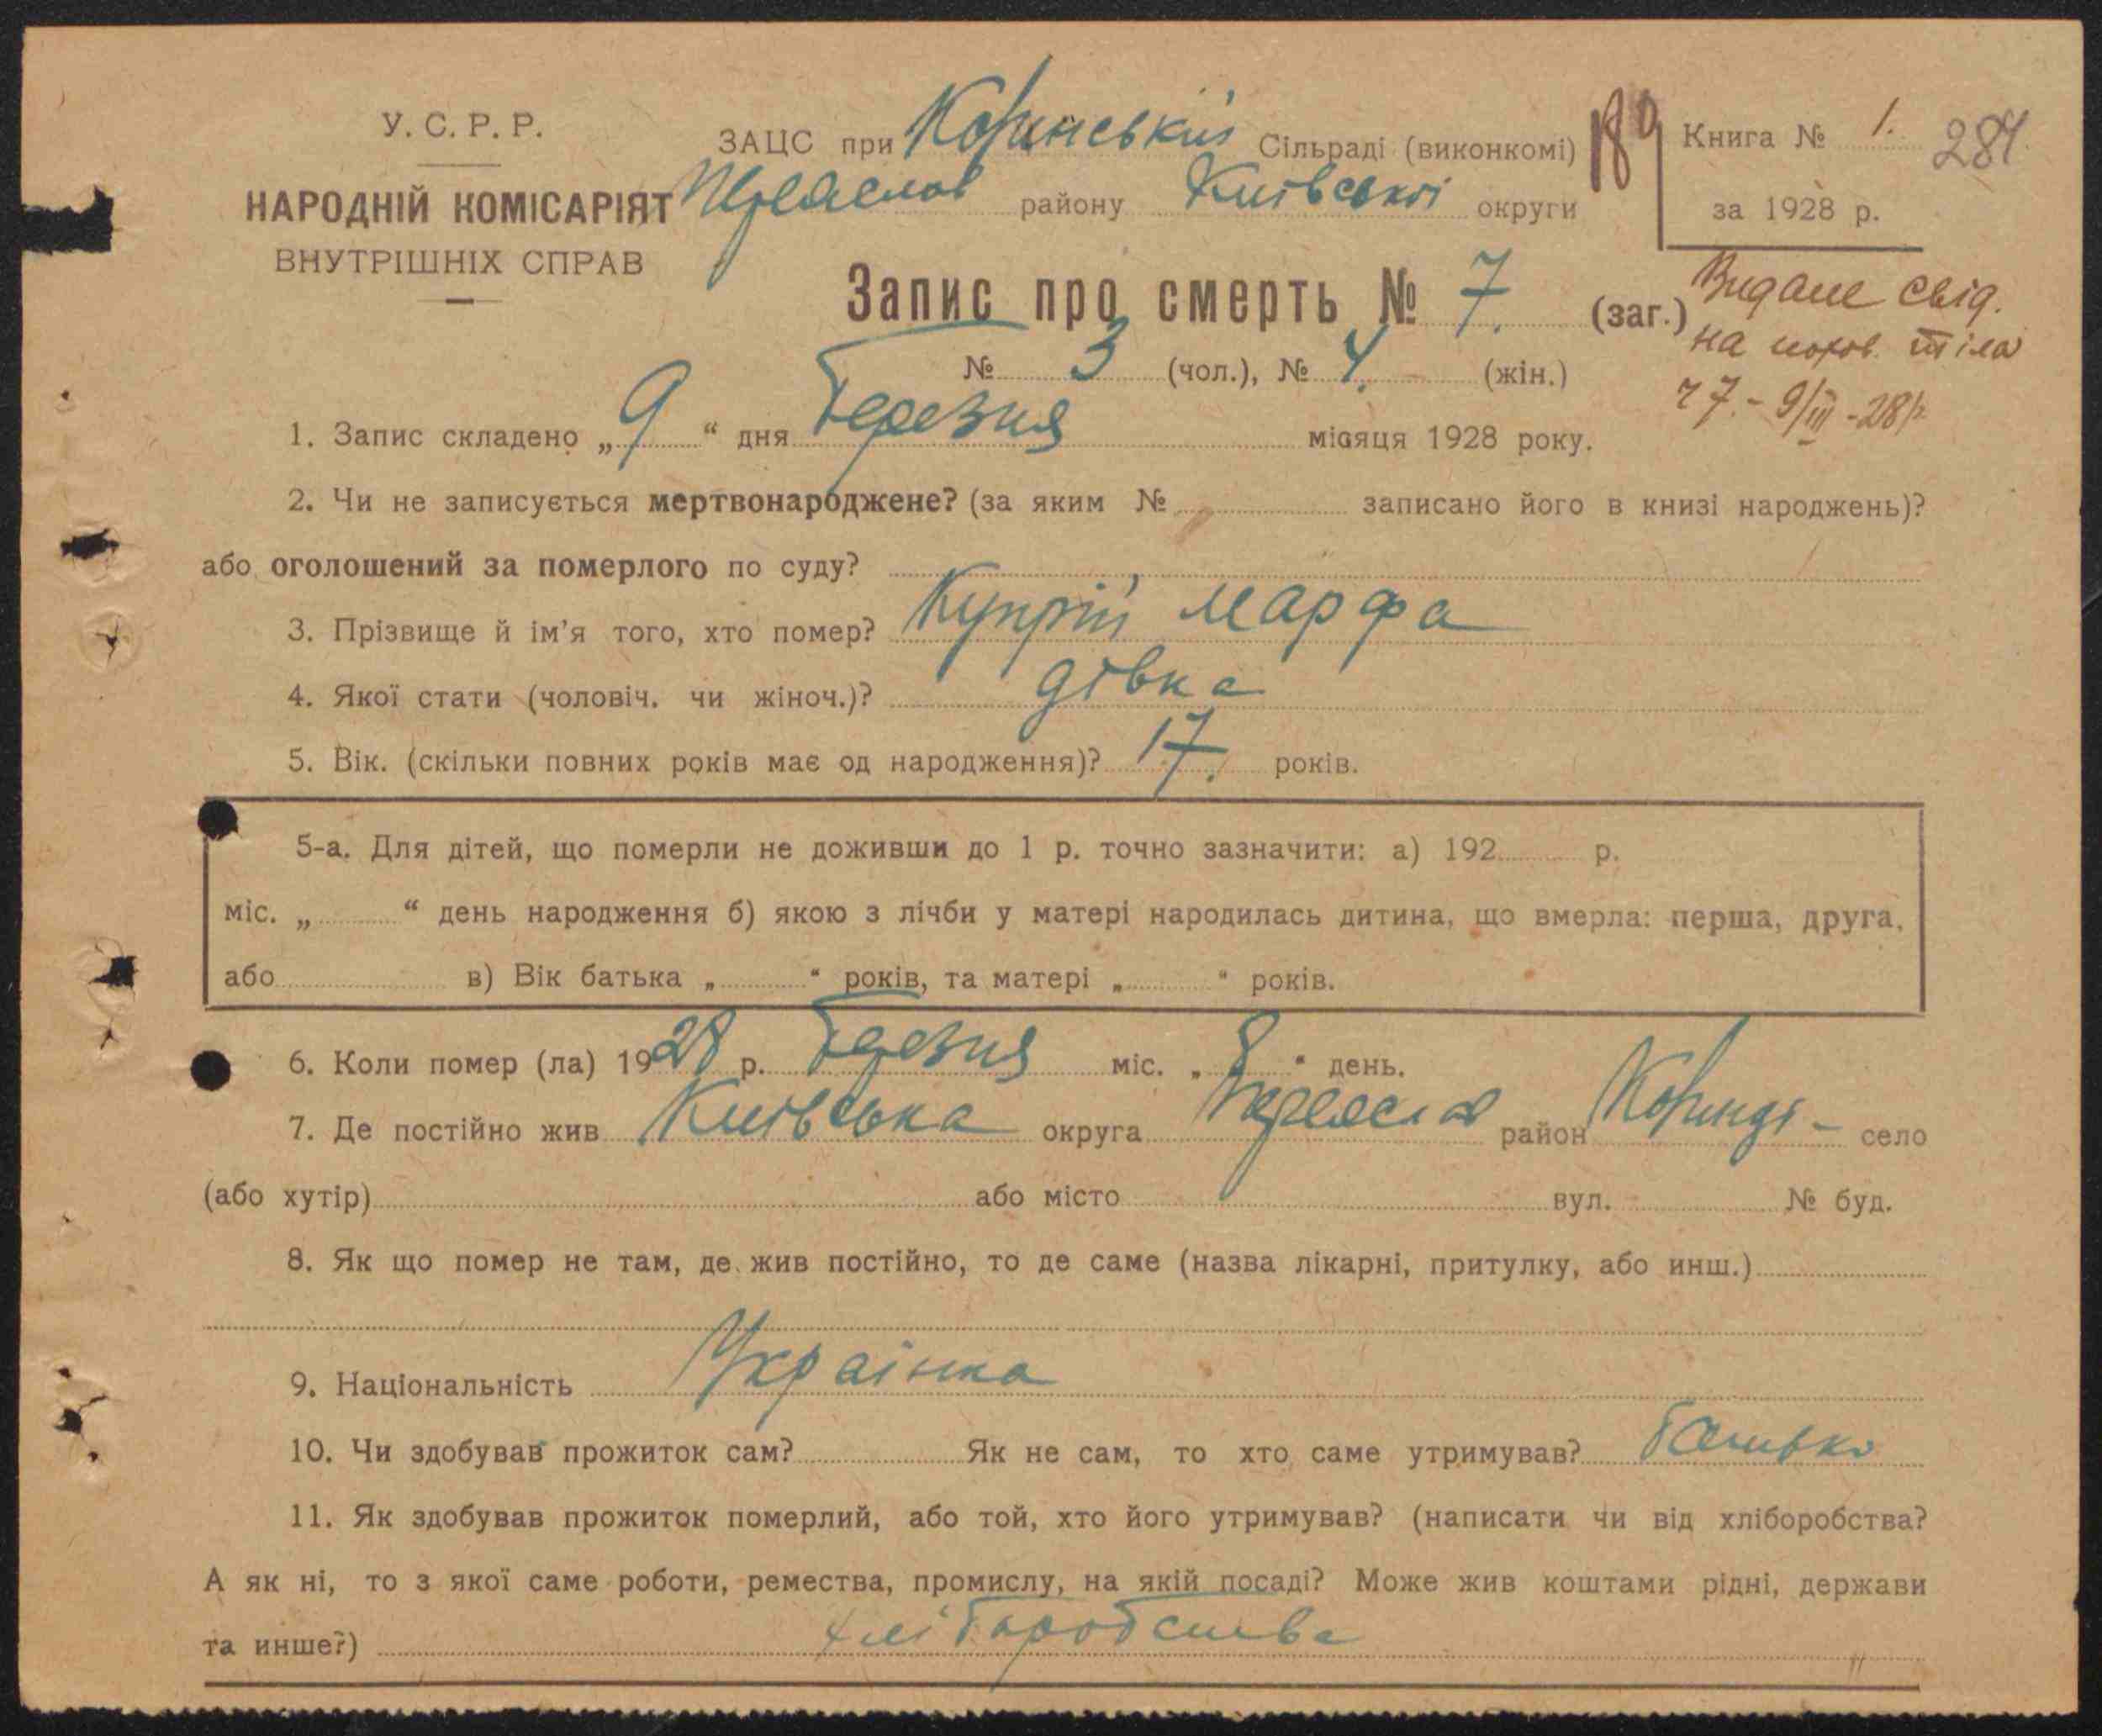 У. С. Р. Р.
НАРОДНІЙ КОМІСАРІЯТ
ВНУТРІШНІХ СПРАВ
ЗАЦС при Коринській Сільраді (виконкомі)
Переяслов району Київської округи
189
Книга № 1. 284
за 1928 р.
Запис про смерть № 7. (заг.)
Видане свід.
на похов. тіла
№ 3 (чол.), № 4. (жін.)
ч 7. - 9/III - 28 р
1. Запис складено „ 9 “ дня Березня місяця 1928 року.
2. Чи не записується мертвонароджене? (за яким № записано його в книзі народжень)?
або оголошений за померлого по суду?
3. Прізвище й ім’я того, хто помер? Купрій Марфа
4. Якої стати (чоловіч. чи жіноч.)? дівка
5. Вік. (скільки повних років має од народження)? 17. років.
5-а. Для дітей, що померли не доживши до 1 р. точно зазначити: а) 192 р.
міс. „ “ день народження б) якою з лічби у матері народилась дитина, що вмерла: перша, друга,
або в) Вік батька „ “ років, та матері „ “ років.
6. Коли помер (ла) 1928 р. Березня міс. „ 8 “ день.
7. Де постійно жив Київська округа Переяслов район Коринці - село
(або хутір) або місто вул. № буд.
8. Як що помер не там, де жив постійно, то де саме (назва лікарні, притулку, або инш.)
9. Національність Українка
10. Чи здобував прожиток сам? Як не сам, то хто саме утримував? батько
11. Як здобував прожиток померлий, або той, хто його утримував? (написати чи від хліборобства?
А як ні, то з якої саме роботи, ремества, промислу, на якій посаді? Може жив коштами рідні, держави
та инше?) хліборобства